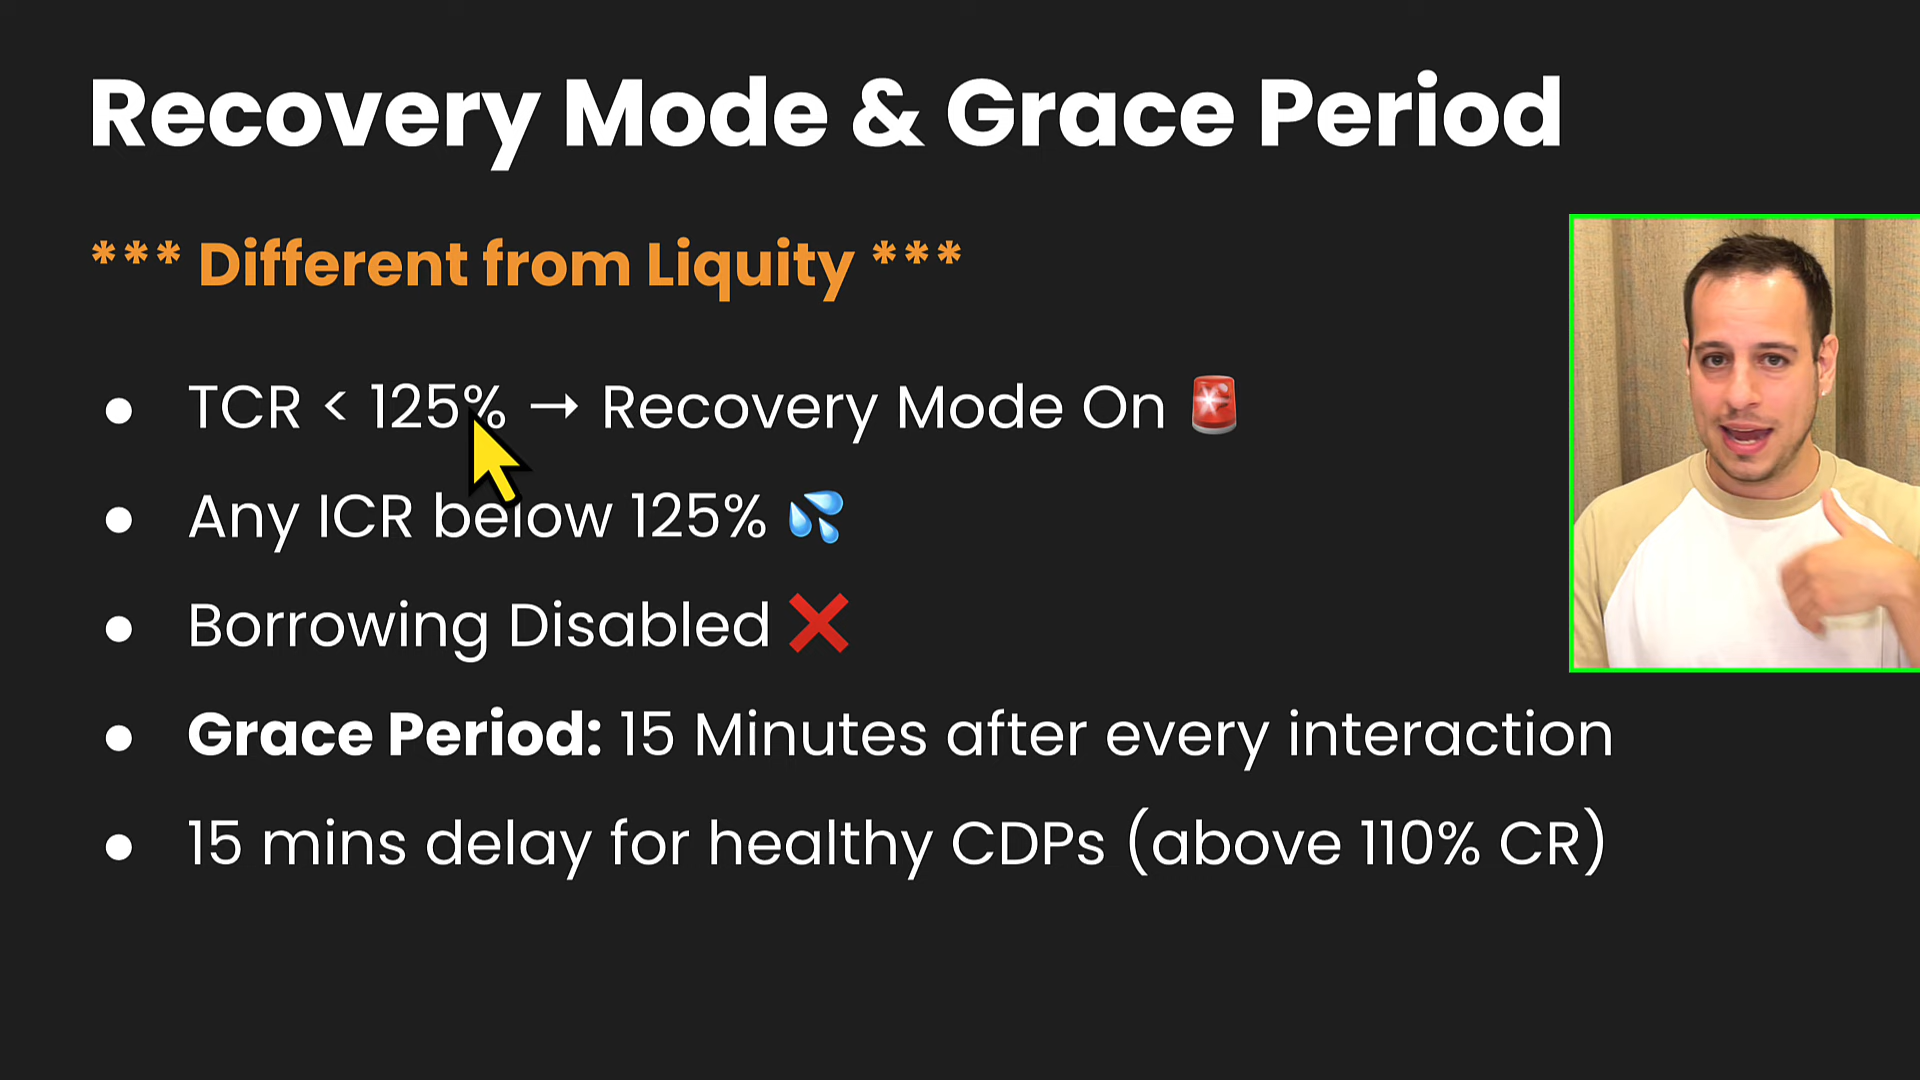 Recovery Mode & Grace Period
*** Different from Liquity ***
● TCR < 125% → Recovery Mode On 🚨
● Any ICR below 125% 💦
● Borrowing Disabled ❌
● Grace Period: 15 Minutes after every interaction
● 15 mins delay for healthy CDPs (above 110% CR)